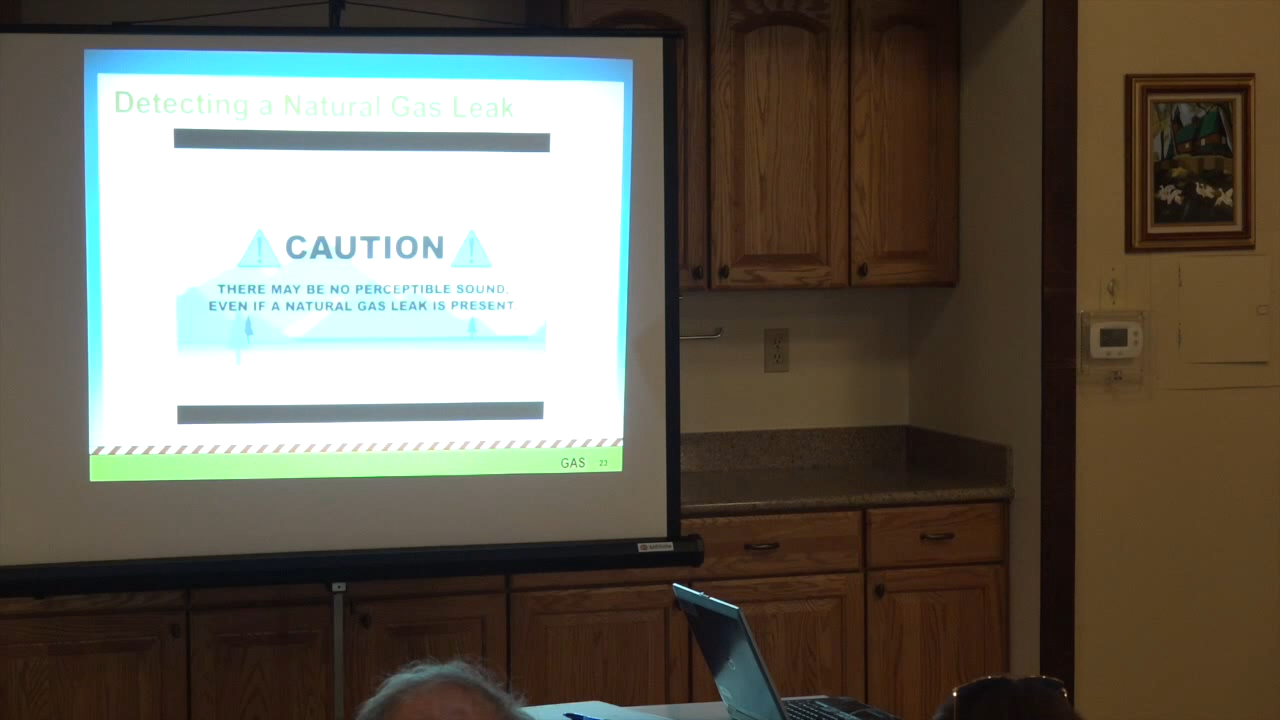 Detecting a Natural Gas Leak
CAUTION
THERE MAY BE NO PERCEPTIBLE SOUND,
EVEN IF A NATURAL GAS LEAK IS PRESENT
GAS 23